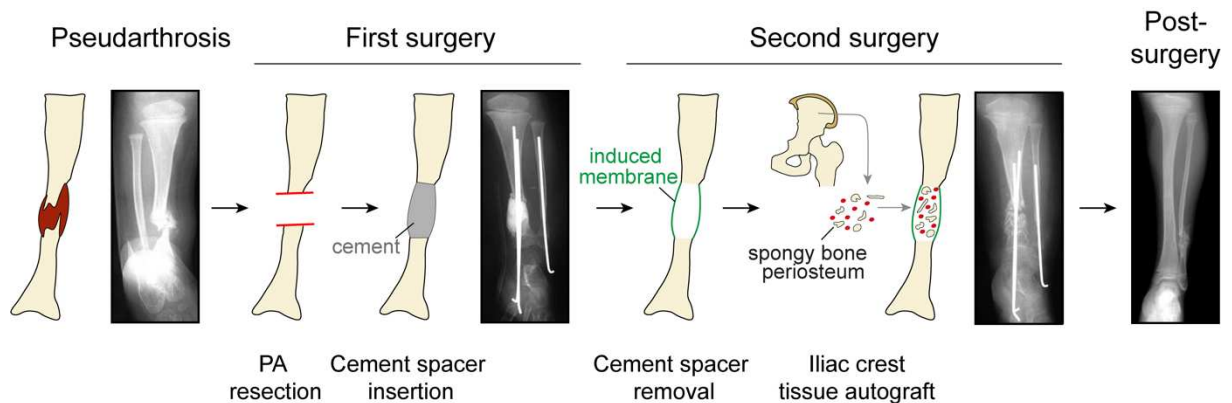 Pseudarthrosis
First surgery
Second surgery
Post-
surgery
cement
induced
membrane
spongy bone
periosteum
PA
resection
Cement spacer
insertion
Cement spacer
removal
Iliac crest
tissue autograft